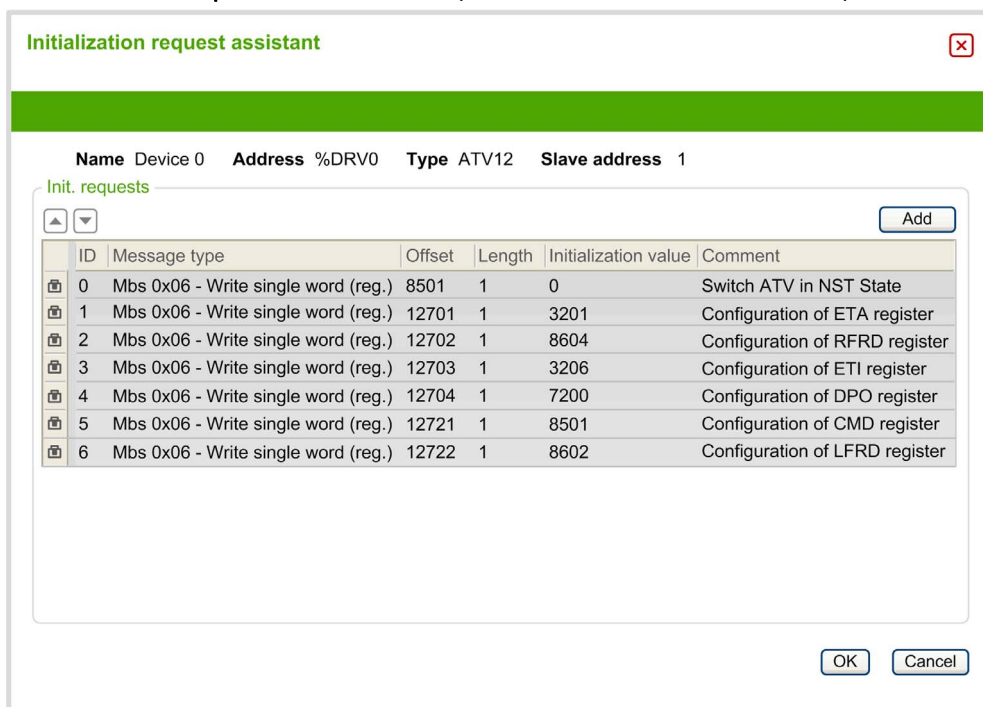 Initialization request assistant
Name Device 0 Address %DRV0 Type ATV12 Slave address 1
Init. requests
Add
ID Message type Offset Length Initialization value Comment
0 Mbs 0x06 - Write single word (reg.) 8501 1 0 Switch ATV in NST State
1 Mbs 0x06 - Write single word (reg.) 12701 1 3201 Configuration of ETA register
2 Mbs 0x06 - Write single word (reg.) 12702 1 8604 Configuration of RFRD register
3 Mbs 0x06 - Write single word (reg.) 12703 1 3206 Configuration of ETI register
4 Mbs 0x06 - Write single word (reg.) 12704 1 7200 Configuration of DPO register
5 Mbs 0x06 - Write single word (reg.) 12721 1 8501 Configuration of CMD register
6 Mbs 0x06 - Write single word (reg.) 12722 1 8602 Configuration of LFRD register
OK Cancel